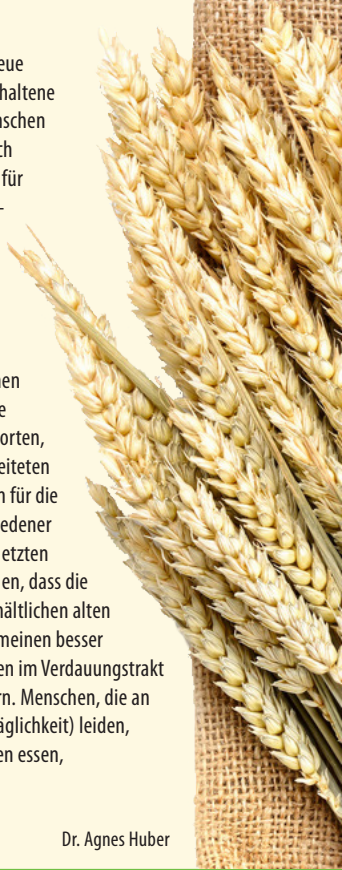 eue
haltene
nschen
ch
für
-
nen
e
orten,
eiteten
n für die
edener
etzten
en, dass die
hältlichen alten
meinen besser
en im Verdauungstrakt
rn. Menschen, die an
äglichkeit) leiden,
en essen,
Dr. Agnes Huber